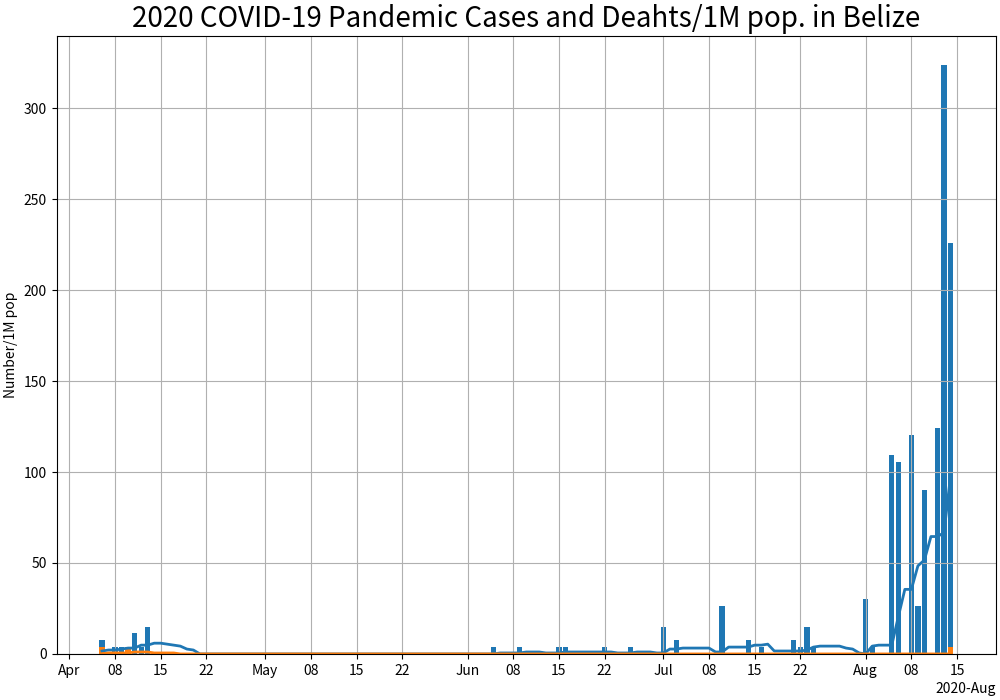 2020 COVID-19 Pandemic Cases and Deahts/1M pop. in Belize
Number/1M pop
300
250
200
150
100
50
0
Apr 08 15 22 May 08 15 22 Jun 08 15 22 Jul 08 15 22 Aug 08 15
2020-Aug